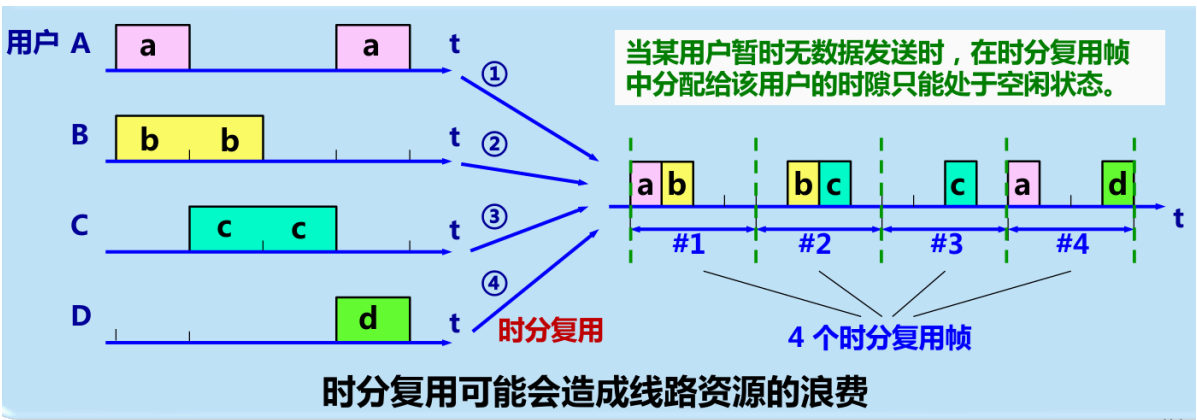 用户 A a a t
①
当某用户暂时无数据发送时，在时分复用帧
中分配给该用户的时隙只能处于空闲状态。
B b b t ②
a b b c c a d t
C c c t ③
#1 #2 #3 #4
④
D d t
时分复用
4 个时分复用帧
时分复用可能会造成线路资源的浪费